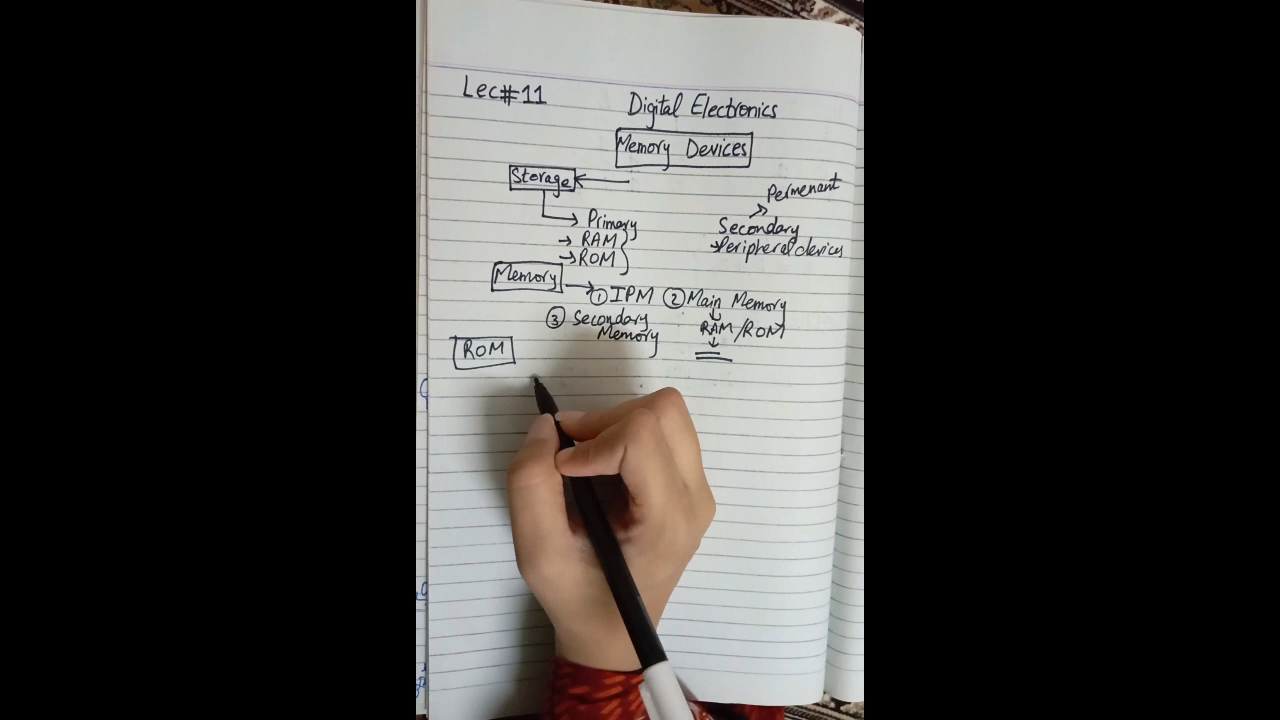 Lec#11
Digital Electronics
Memory Devices
Storage
Permenant
Primary
Secondary
→ RAM
→ Peripheral devices
→ ROM
Memory
① IPM ② Main Memory
③ Secondary
Memory
RAM/ROM
ROM